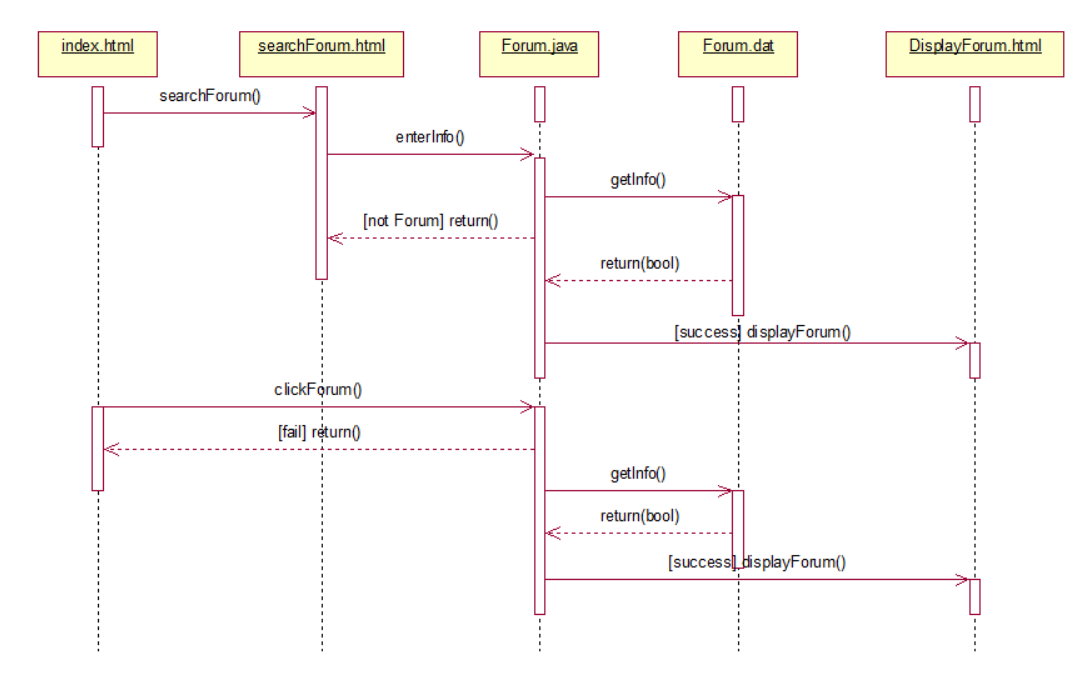 index.html
searchForum.html
Forum.java
Forum.dat
DisplayForum.html
searchForum()
enterInfo()
getInfo()
[not Forum] return()
return(bool)
[success] displayForum()
clickForum()
[fail] return()
getInfo()
return(bool)
[success] displayForum()